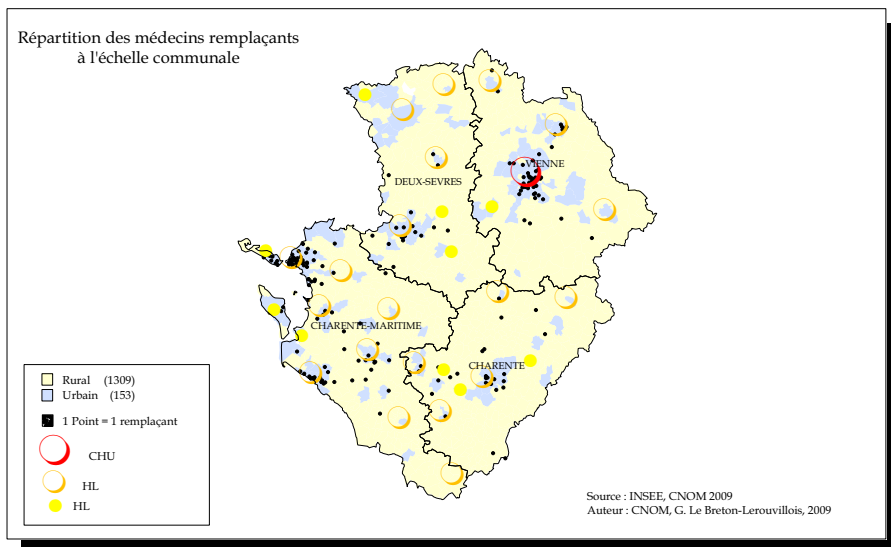 Répartition des médecins remplaçants
à l'échelle communale
VIENNE
DEUX-SEVRES
CHARENTE-MARITIME
CHARENTE
Rural (1309)
Urbain (153)
1 Point = 1 remplaçant
CHU
HL
HL
Source : INSEE, CNOM 2009
Auteur : CNOM, G. Le Breton-Lerouvillois, 2009